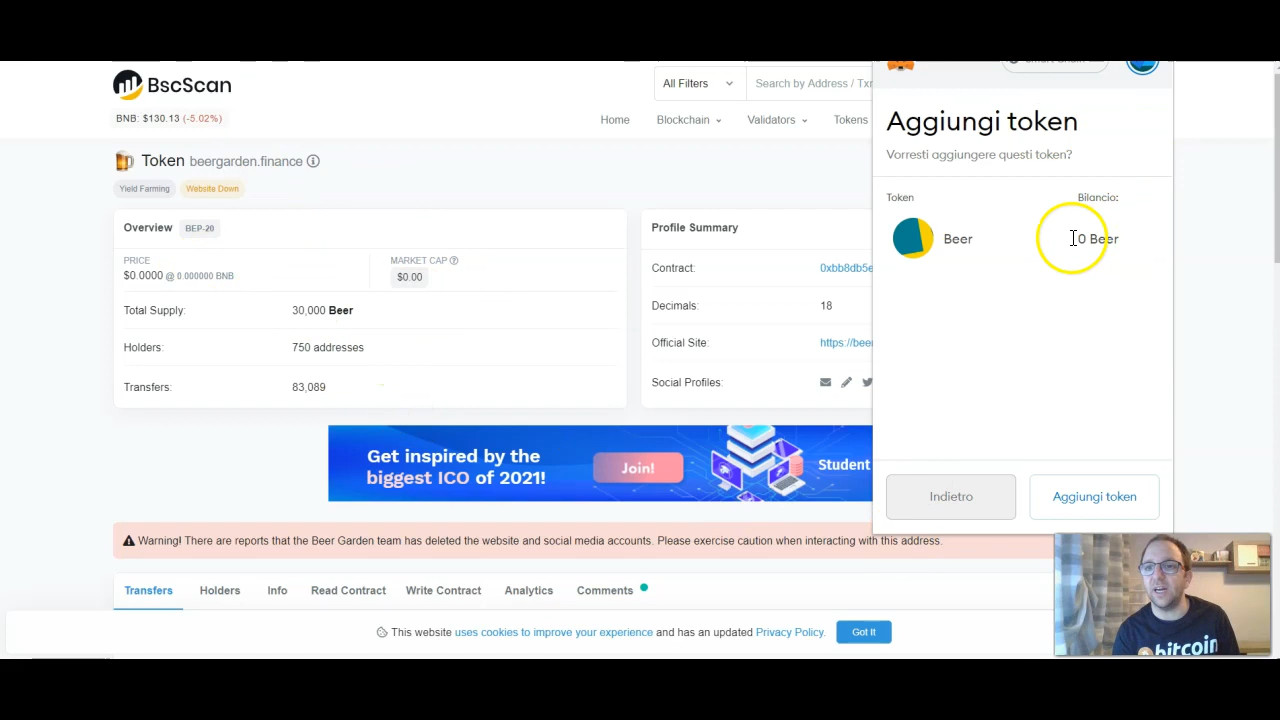 BscScan
BNB: $130.13 (-5.02%)
All Filters
Search by Address / Txn
Home
Blockchain
Validators
Tokens
Token beergarden.finance
Yield Farming
Website Down
Overview
BEP-20
PRICE
$0.0000 @ 0.000000 BNB
MARKET CAP
$0.00
Total Supply:
30,000 Beer
Holders:
750 addresses
Transfers:
83,089
Profile Summary
Contract:
0xbb8db5e
Decimals:
18
Official Site:
https://beer
Social Profiles:
Aggiungi token
Vorresti aggiungere questi token?
Token
Bilancio:
Beer
0 Beer
Indietro
Aggiungi token
Get inspired by the
biggest ICO of 2021!
Join!
Student
Warning! There are reports that the Beer Garden team has deleted the website and social media accounts. Please exercise caution when interacting with this address.
Transfers
Holders
Info
Read Contract
Write Contract
Analytics
Comments
This website uses cookies to improve your experience and has an updated Privacy Policy.
Got It
bitcoin